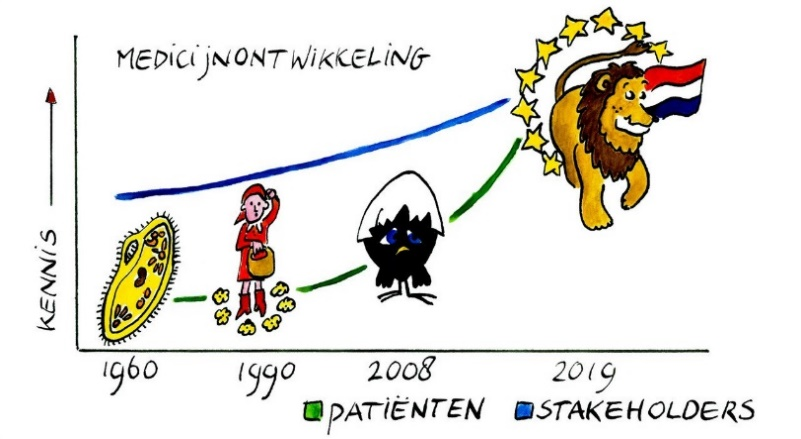 MEDICIJNONTWIKKELING
KENNIS
1960 1990 2008 2019
PATIËNTEN STAKEHOLDERS